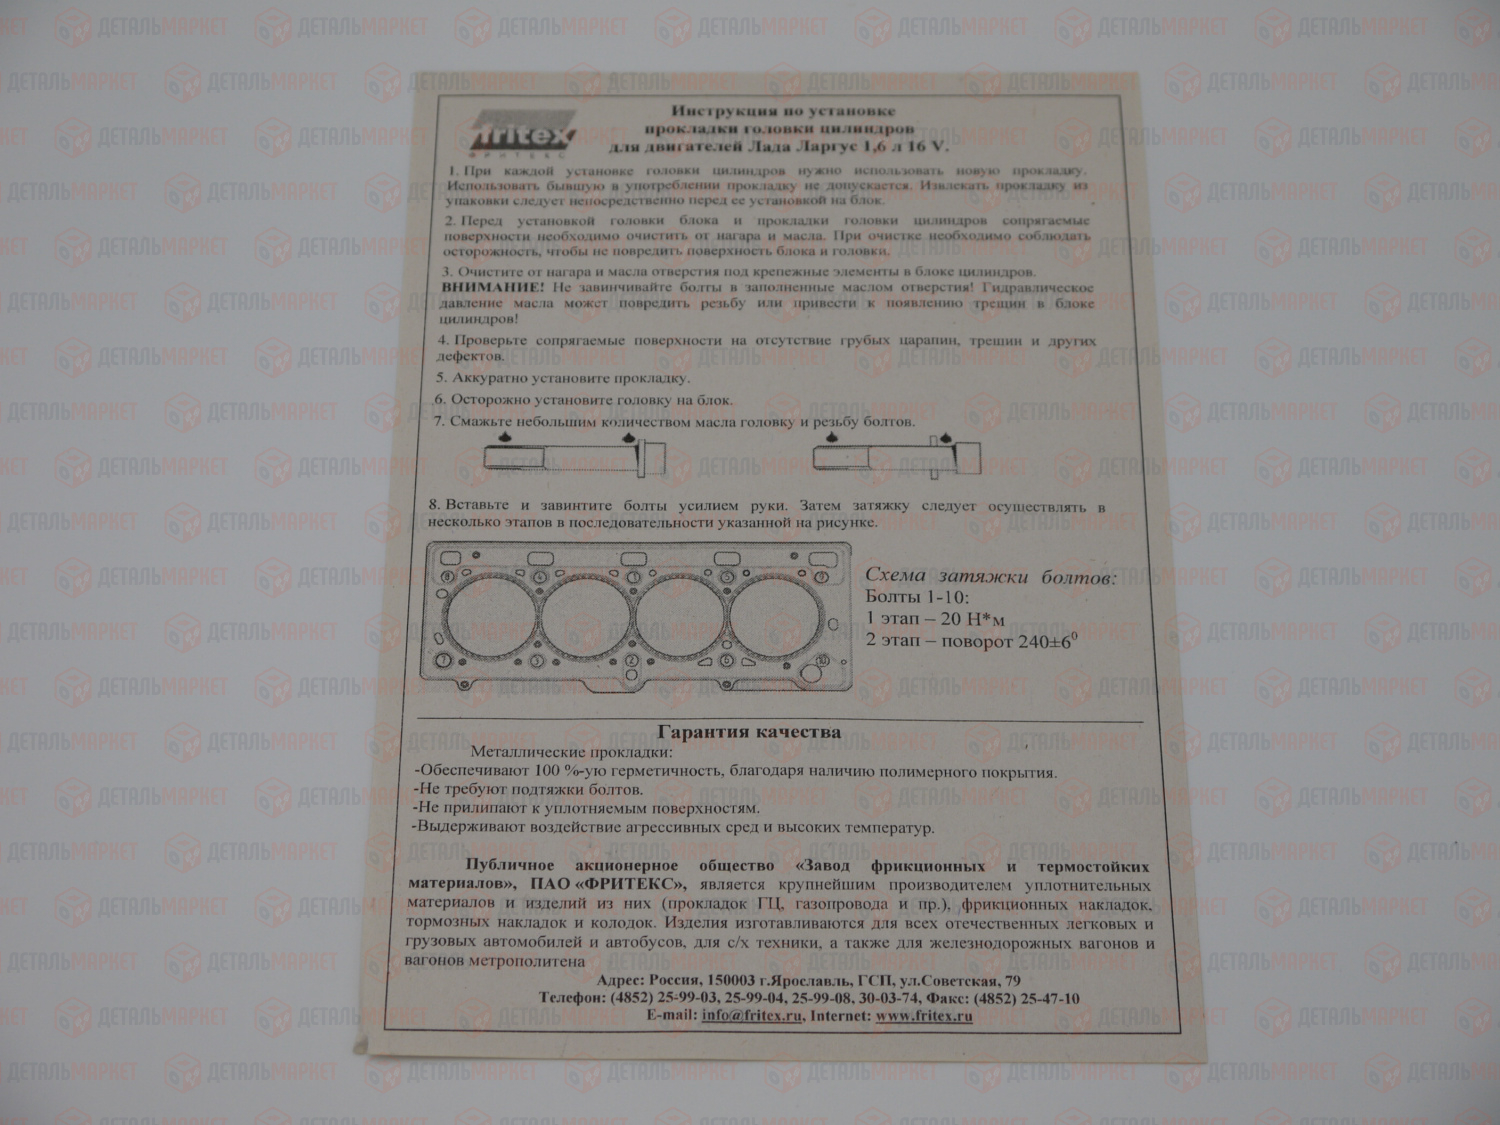 fritex
ФРИТЕКС
Инструкция по установке
прокладки головки цилиндров
для двигателей Лада Ларгус 1,6 л 16 V.
1. При каждой установке головки цилиндров нужно использовать новую прокладку.
Использовать бывшую в употреблении прокладку не допускается. Извлекать прокладку из
упаковки следует непосредственно перед ее установкой на блок.
2. Перед установкой головки блока и прокладки головки цилиндров сопрягаемые
поверхности необходимо очистить от нагара и масла. При очистке необходимо соблюдать
осторожность, чтобы не повредить поверхность блока и головки.
3. Очистите от нагара и масла отверстия под крепежные элементы в блоке цилиндров.
ВНИМАНИЕ! Не завинчивайте болты в заполненные маслом отверстия! Гидравлическое
давление масла может повредить резьбу или привести к появлению трещин в блоке
цилиндров!
4. Проверьте сопрягаемые поверхности на отсутствие грубых царапин, трещин и других
дефектов.
5. Аккуратно установите прокладку.
6. Осторожно установите головку на блок.
7. Смажьте небольшим количеством масла головку и резьбу болтов.
8. Вставьте и завинтите болты усилием руки. Затем затяжку следует осуществлять в
несколько этапов в последовательности указанной на рисунке.
8 4 1 5 9
7 3 2 6 10
Схема затяжки болтов:
Болты 1-10:
1 этап – 20 Н*м
2 этап – поворот 240±6⁰
Гарантия качества
Металлические прокладки:
-Обеспечивают 100 %-ую герметичность, благодаря наличию полимерного покрытия.
-Не требуют подтяжки болтов.
-Не прилипают к уплотняемым поверхностям.
-Выдерживают воздействие агрессивных сред и высоких температур.
Публичное акционерное общество «Завод фрикционных и термостойких
материалов», ПАО «ФРИТЕКС», является крупнейшим производителем уплотнительных
материалов и изделий из них (прокладок ГЦ, газопровода и пр.), фрикционных накладок,
тормозных накладок и колодок. Изделия изготавливаются для всех отечественных легковых и
грузовых автомобилей и автобусов, для с/х техники, а также для железнодорожных вагонов и
вагонов метрополитена
Адрес: Россия, 150003 г.Ярославль, ГСП, ул.Советская, 79
Телефон: (4852) 25-99-03, 25-99-04, 25-99-08, 30-03-74, Факс: (4852) 25-47-10
E-mail: info@fritex.ru, Internet: www.fritex.ru
ДЕТАЛЬМАРКЕТ